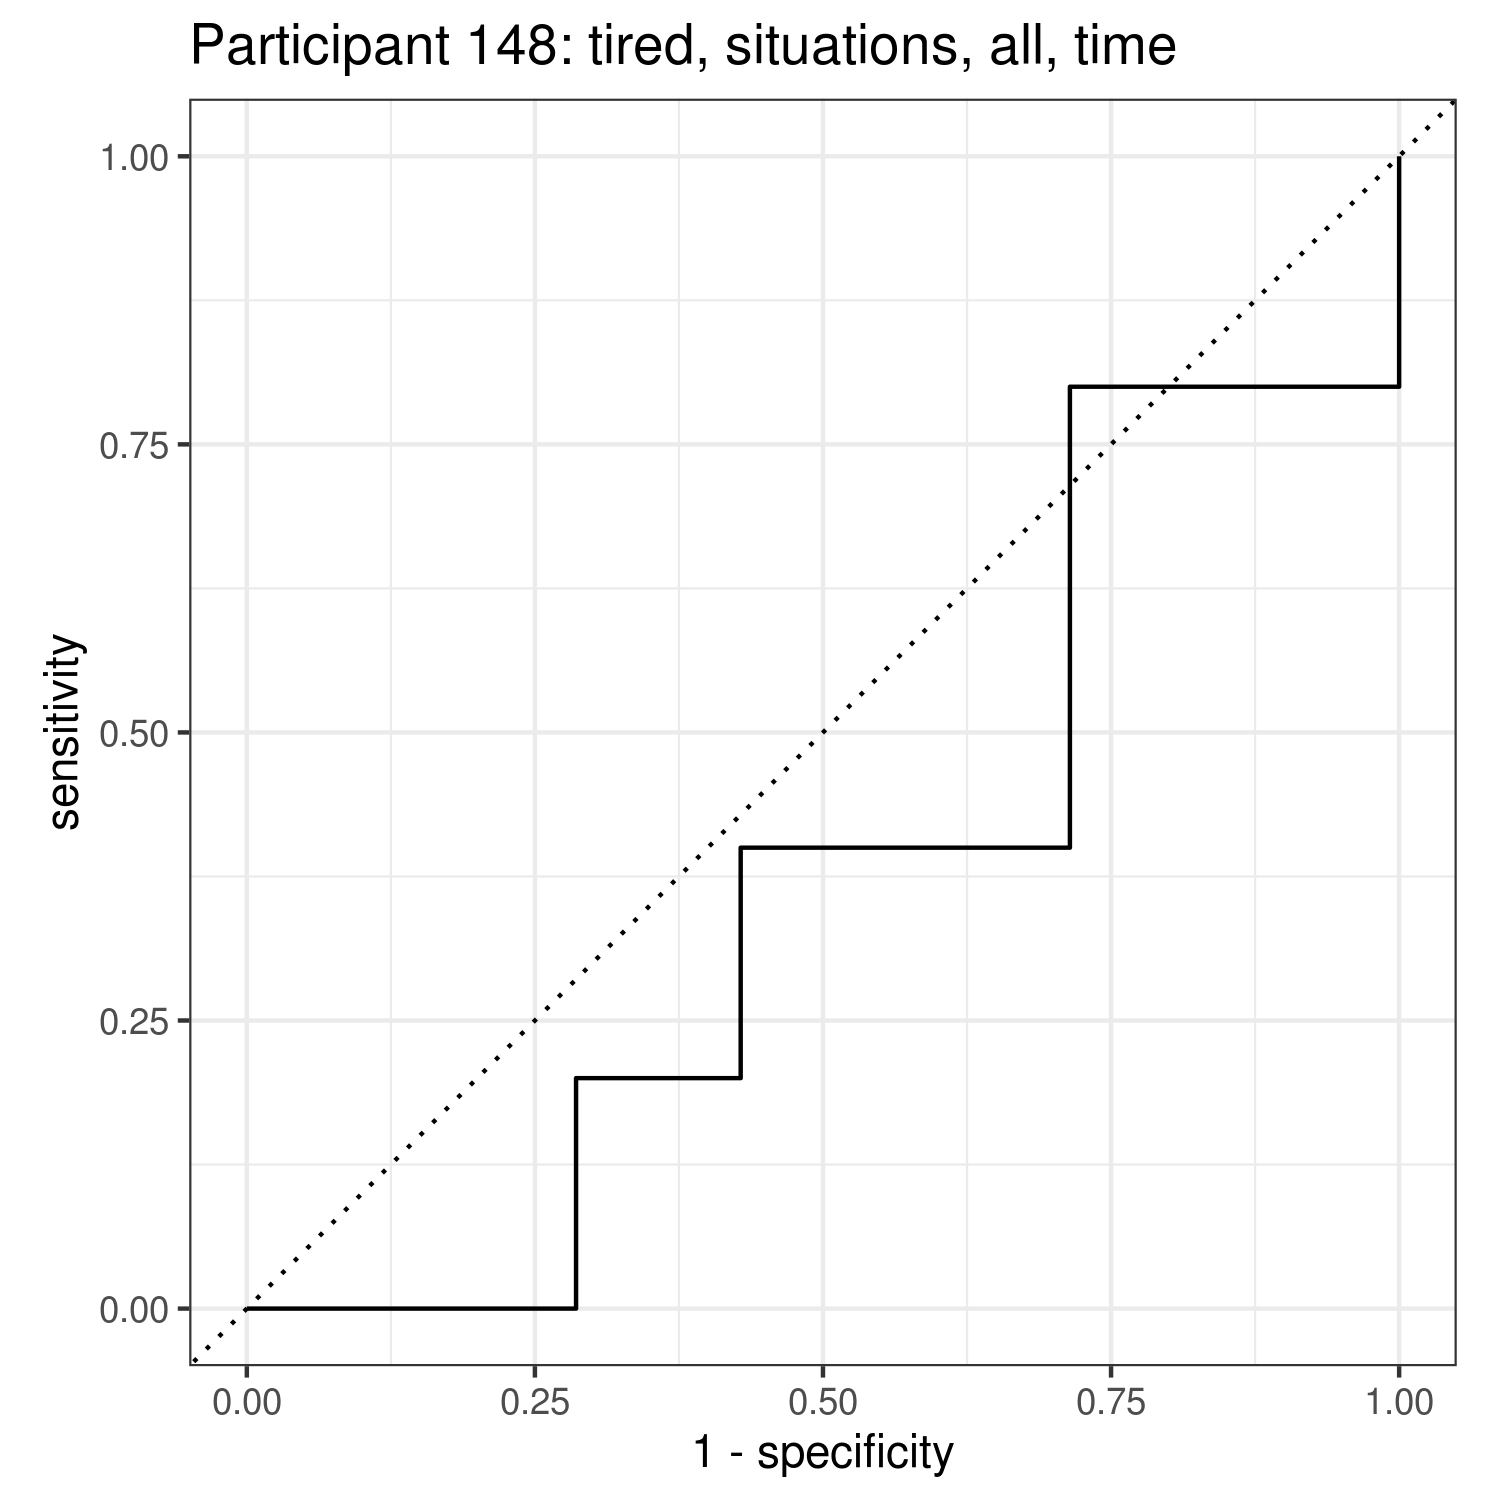 Participant 148: tired, situations, all, time
1.00
0.75
0.50
0.25
0.00
sensitivity
0.00 0.25 0.50 0.75 1.00
1 - specificity